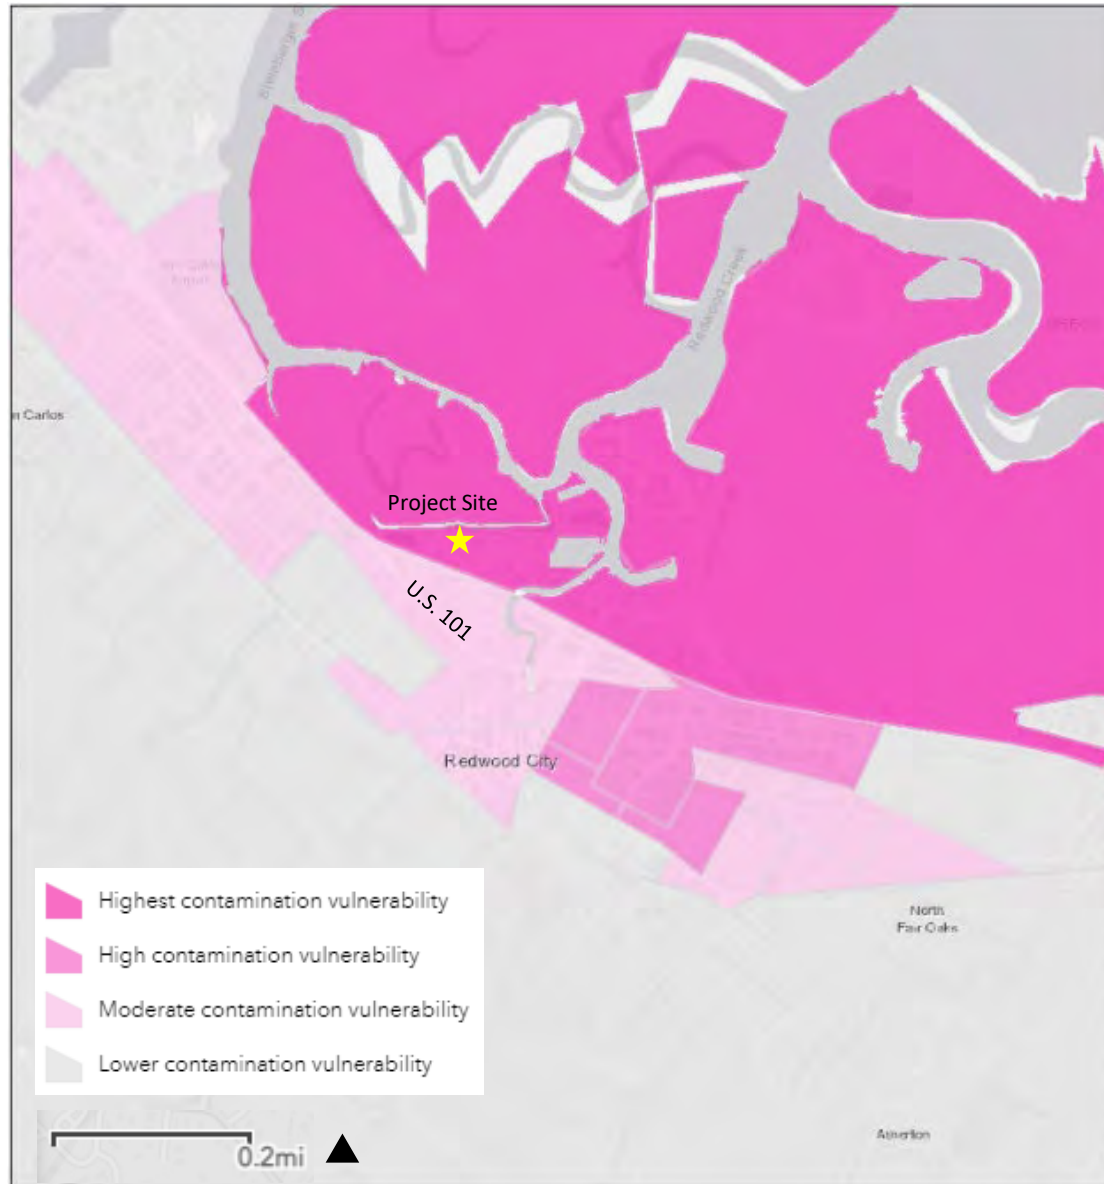 Redwood Creek
n Carlos
Project Site
U.S. 101
Redwood City
Highest contamination vulnerability
High contamination vulnerability
Moderate contamination vulnerability
Lower contamination vulnerability
North
Fair Oaks
Atherton
0.2mi